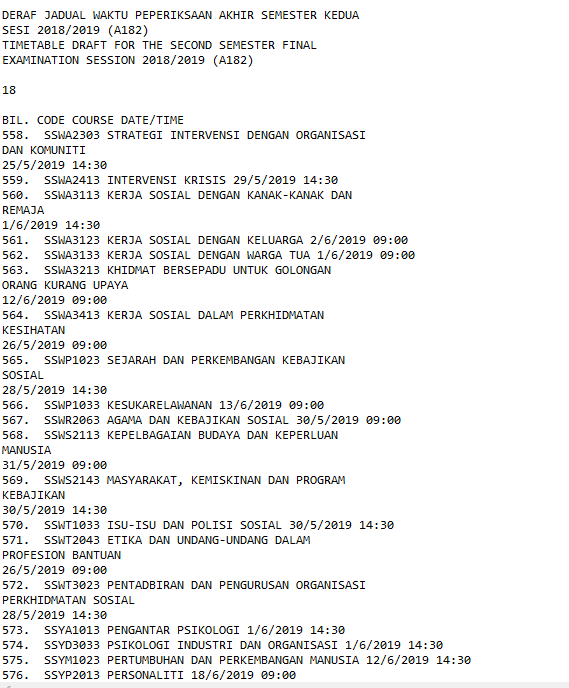 DERAF JADUAL WAKTU PEPERIKSAAN AKHIR SEMESTER KEDUA
SESI 2018/2019 (A182)
TIMETABLE DRAFT FOR THE SECOND SEMESTER FINAL
EXAMINATION SESSION 2018/2019 (A182)
18
BIL. CODE COURSE DATE/TIME
558. SSWA2303 STRATEGI INTERVENSI DENGAN ORGANISASI
DAN KOMUNITI
25/5/2019 14:30
559. SSWA2413 INTERVENSI KRISIS 29/5/2019 14:30
560. SSWA3113 KERJA SOSIAL DENGAN KANAK-KANAK DAN
REMAJA
1/6/2019 14:30
561. SSWA3123 KERJA SOSIAL DENGAN KELUARGA 2/6/2019 09:00
562. SSWA3133 KERJA SOSIAL DENGAN WARGA TUA 1/6/2019 09:00
563. SSWA3213 KHIDMAT BERSEPADU UNTUK GOLONGAN
ORANG KURANG UPAYA
12/6/2019 09:00
564. SSWA3413 KERJA SOSIAL DALAM PERKHIDMATAN
KESIHATAN
26/5/2019 09:00
565. SSWP1023 SEJARAH DAN PERKEMBANGAN KEBAJIKAN
SOSIAL
28/5/2019 14:30
566. SSWP1033 KESUKARELAWANAN 13/6/2019 09:00
567. SSWR2063 AGAMA DAN KEBAJIKAN SOSIAL 30/5/2019 09:00
568. SSWS2113 KEPELBAGAIAN BUDAYA DAN KEPERLUAN
MANUSIA
31/5/2019 09:00
569. SSWS2143 MASYARAKAT, KEMISKINAN DAN PROGRAM
KEBAJIKAN
30/5/2019 14:30
570. SSWT1033 ISU-ISU DAN POLISI SOSIAL 30/5/2019 14:30
571. SSWT2043 ETIKA DAN UNDANG-UNDANG DALAM
PROFESION BANTUAN
26/5/2019 09:00
572. SSWT3023 PENTADBIRAN DAN PENGURUSAN ORGANISASI
PERKHIDMATAN SOSIAL
28/5/2019 14:30
573. SSYA1013 PENGANTAR PSIKOLOGI 1/6/2019 14:30
574. SSYD3033 PSIKOLOGI INDUSTRI DAN ORGANISASI 1/6/2019 14:30
575. SSYM1023 PERTUMBUHAN DAN PERKEMBANGAN MANUSIA 12/6/2019 14:30
576. SSYP2013 PERSONALITI 18/6/2019 09:00